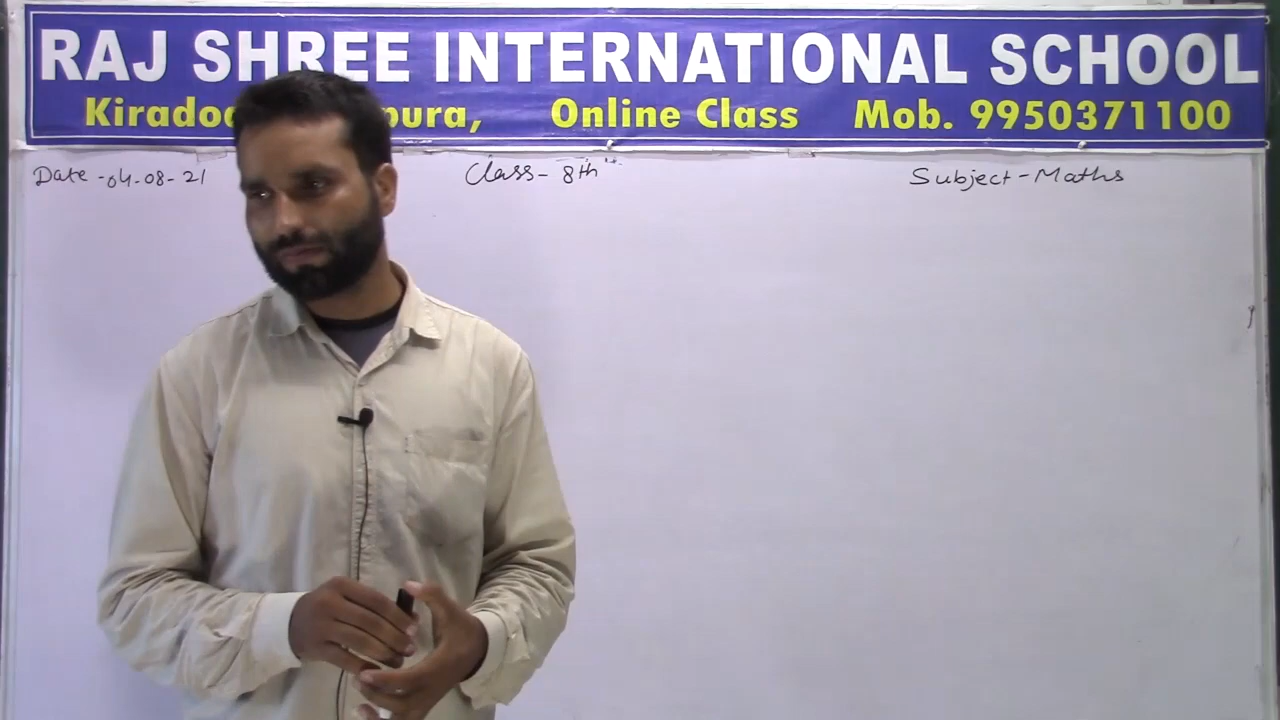 RAJ SHREE INTERNATIONAL SCHOOL
Online Class Mob. 9950371100
Date - 04-08-21 Class - 8th Subject - Maths